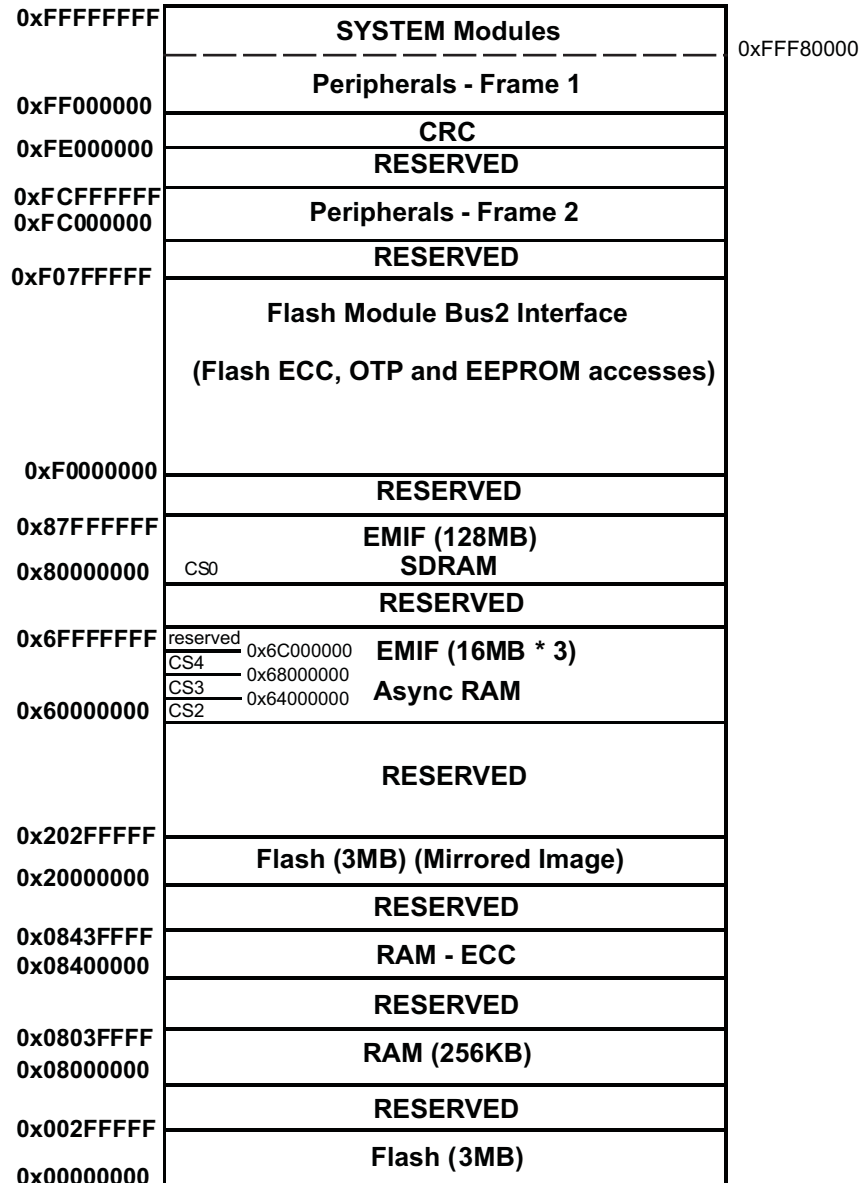 0xFFFFFFFF
SYSTEM Modules
0xFFF80000
Peripherals - Frame 1
0xFF000000
CRC
0xFE000000
RESERVED
0xFCFFFFFF
Peripherals - Frame 2
0xFC000000
RESERVED
0xF07FFFFF
Flash Module Bus2 Interface
(Flash ECC, OTP and EEPROM accesses)
0xF0000000
RESERVED
0x87FFFFFF
EMIF (128MB)
0x80000000
CS0
SDRAM
RESERVED
0x6FFFFFFF
reserved
0x6C000000
EMIF (16MB * 3)
CS4
0x68000000
CS3
0x64000000
Async RAM
0x60000000
CS2
RESERVED
0x202FFFFF
Flash (3MB) (Mirrored Image)
0x20000000
RESERVED
0x0843FFFF
RAM - ECC
0x08400000
RESERVED
0x0803FFFF
RAM (256KB)
0x08000000
RESERVED
0x002FFFFF
Flash (3MB)
0x00000000